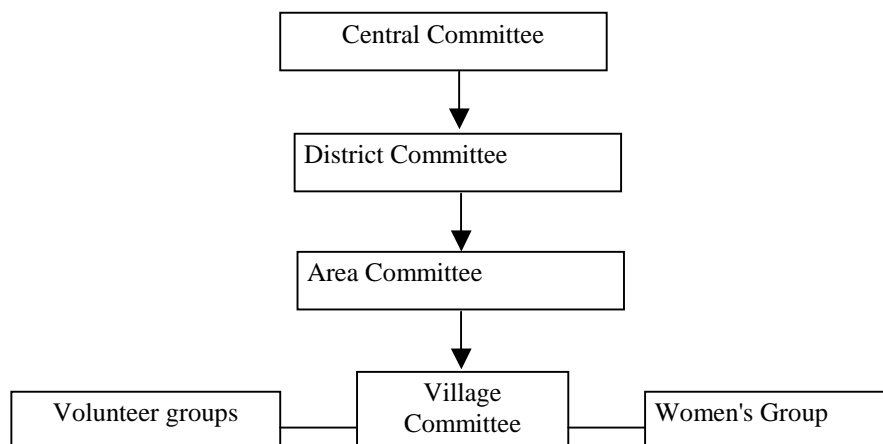 Central Committee
District Committee
Area Committee
Volunteer groups
Village
Committee
Women's Group